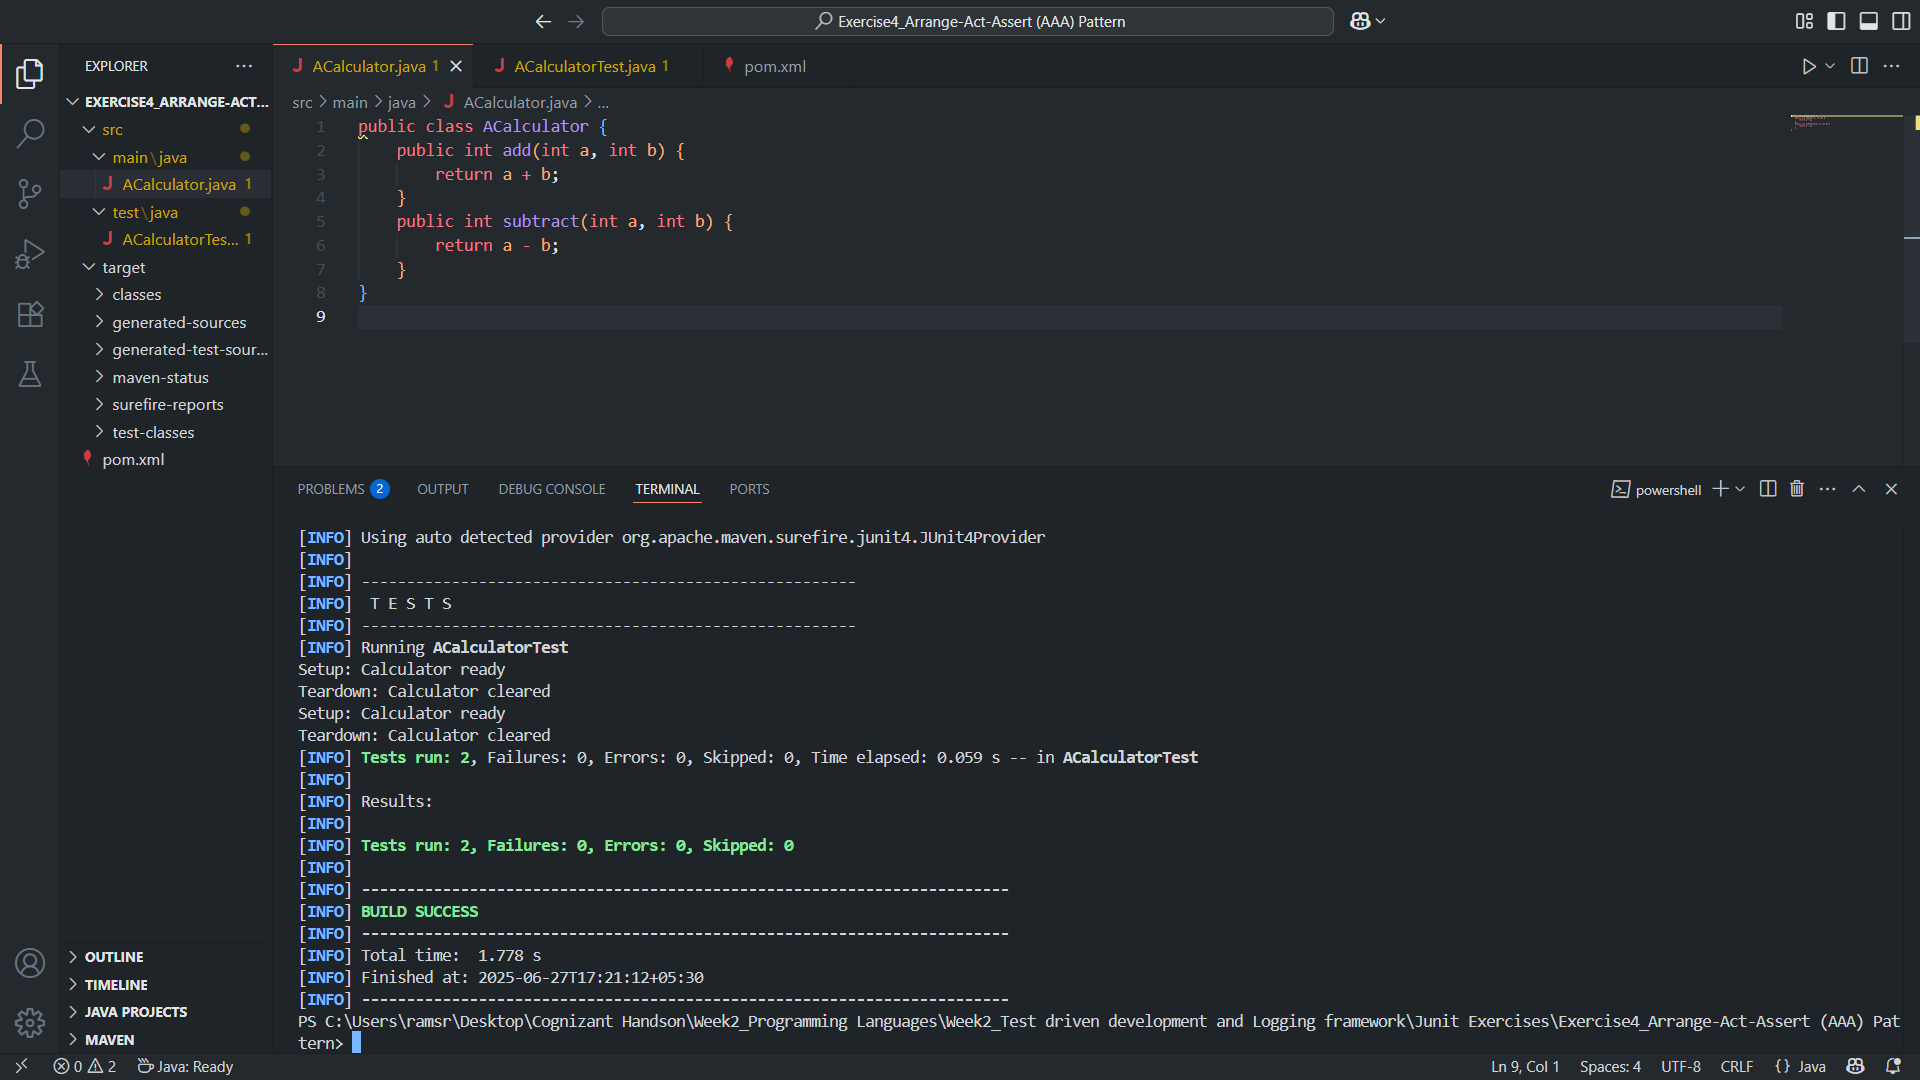 Exercise4_Arrange-Act-Assert (AAA) Pattern
EXPLORER
EXERCISE4_ARRANGE-ACT...
src
main\java
ACalculator.java 1
test\java
ACalculatorTes... 1
target
classes
generated-sources
generated-test-sour...
maven-status
surefire-reports
test-classes
pom.xml
OUTLINE
TIMELINE
JAVA PROJECTS
MAVEN
ACalculator.java 1
ACalculatorTest.java 1
pom.xml
src > main > java > ACalculator.java > ...
1 public class ACalculator {
2 public int add(int a, int b) {
3 return a + b;
4 }
5 public int subtract(int a, int b) {
6 return a - b;
7 }
8 }
9
PROBLEMS 2 OUTPUT DEBUG CONSOLE TERMINAL PORTS
powershell
[INFO] Using auto detected provider org.apache.maven.surefire.junit4.JUnit4Provider
[INFO]
[INFO] -------------------------------------------------------
[INFO]  T E S T S
[INFO] -------------------------------------------------------
[INFO] Running ACalculatorTest
Setup: Calculator ready
Teardown: Calculator cleared
Setup: Calculator ready
Teardown: Calculator cleared
[INFO] Tests run: 2, Failures: 0, Errors: 0, Skipped: 0, Time elapsed: 0.059 s -- in ACalculatorTest
[INFO]
[INFO] Results:
[INFO]
[INFO] Tests run: 2, Failures: 0, Errors: 0, Skipped: 0
[INFO]
[INFO] ------------------------------------------------------------------------
[INFO] BUILD SUCCESS
[INFO] ------------------------------------------------------------------------
[INFO] Total time:  1.778 s
[INFO] Finished at: 2025-06-27T17:21:12+05:30
[INFO] ------------------------------------------------------------------------
PS C:\Users\ramsr\Desktop\Cognizant Handson\Week2_Programming Languages\Week2_Test driven development and Logging framework\Junit Exercises\Exercise4_Arrange-Act-Assert (AAA) Pat
tern>
0 2 Java: Ready
Ln 9, Col 1 Spaces: 4 UTF-8 CRLF {} Java